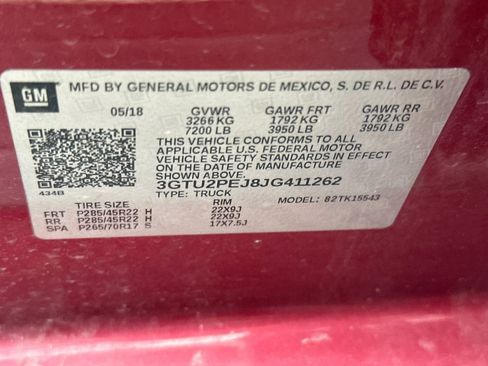 GM
MFD BY GENERAL MOTORS DE MEXICO, S. DE R.L. DE C.V.
05/18 GVWR GAWR FRT GAWR RR
3266 KG 1792 KG 1792 KG
7200 LB 3950 LB 3950 LB
THIS VEHICLE CONFORMS TO ALL
APPLICABLE U.S. FEDERAL MOTOR
VEHICLE SAFETY STANDARDS IN EFFECT
ON THE DATE OF MANUFACTURE
SHOWN ABOVE.
3GTU2PEJ8JG411262
434B
TYPE: TRUCK MODEL: 82TK15543
TIRE SIZE RIM
FRT P285/45R22 H 22X9J
RR P285/45R22 H 22X9J
SPA P265/70R17 S 17X7.5J